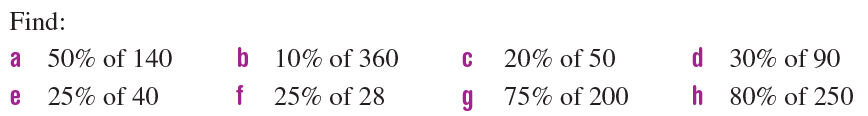 Find:
a 50% of 140 b 10% of 360 c 20% of 50 d 30% of 90
e 25% of 40 f 25% of 28 g 75% of 200 h 80% of 250